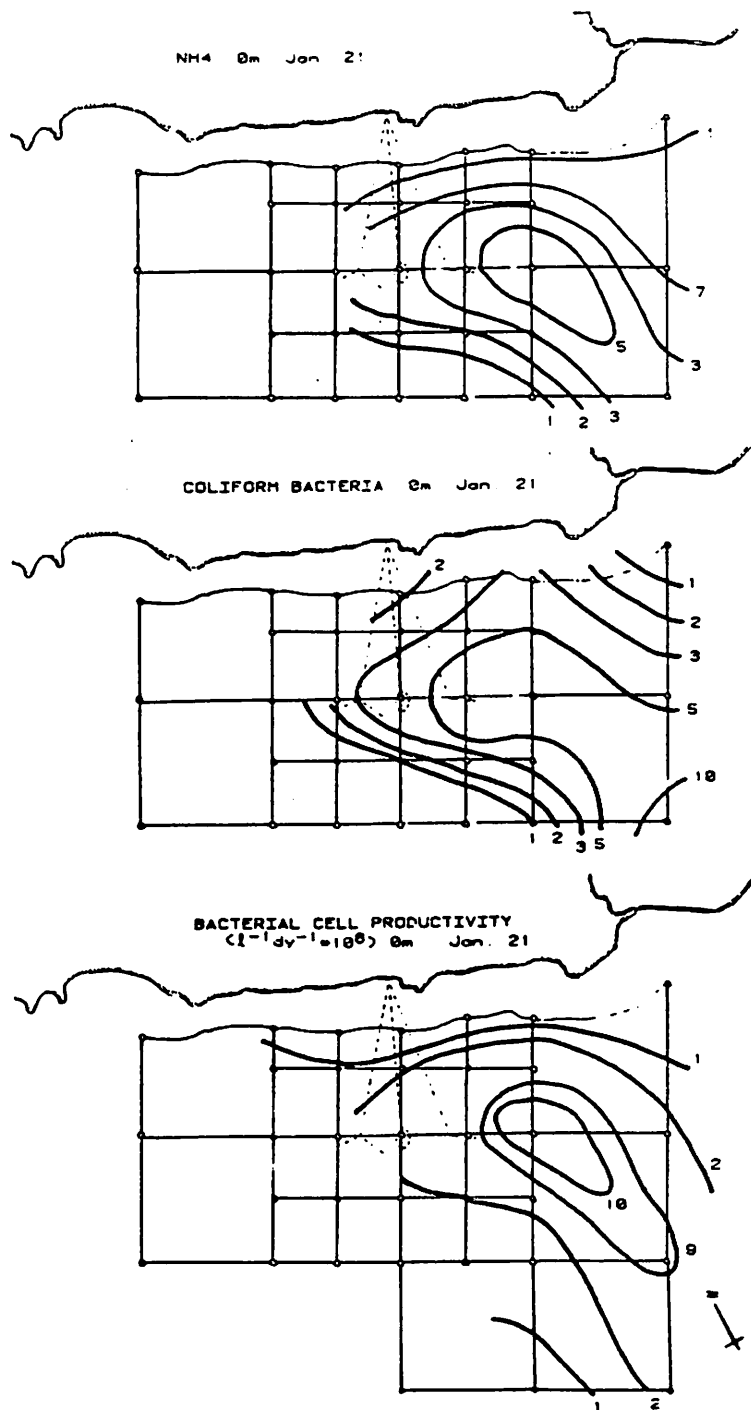 NH4 0m Jan 21
7
3
5
1 2 3
COLIFORM BACTERIA 0m Jan 21
2
1
2
3
5
10
1 2 3 5
BACTERIAL CELL PRODUCTIVITY
(ℓ⁻¹dy⁻¹=10⁸) 0m Jan. 21
1
2
10
9
1 2